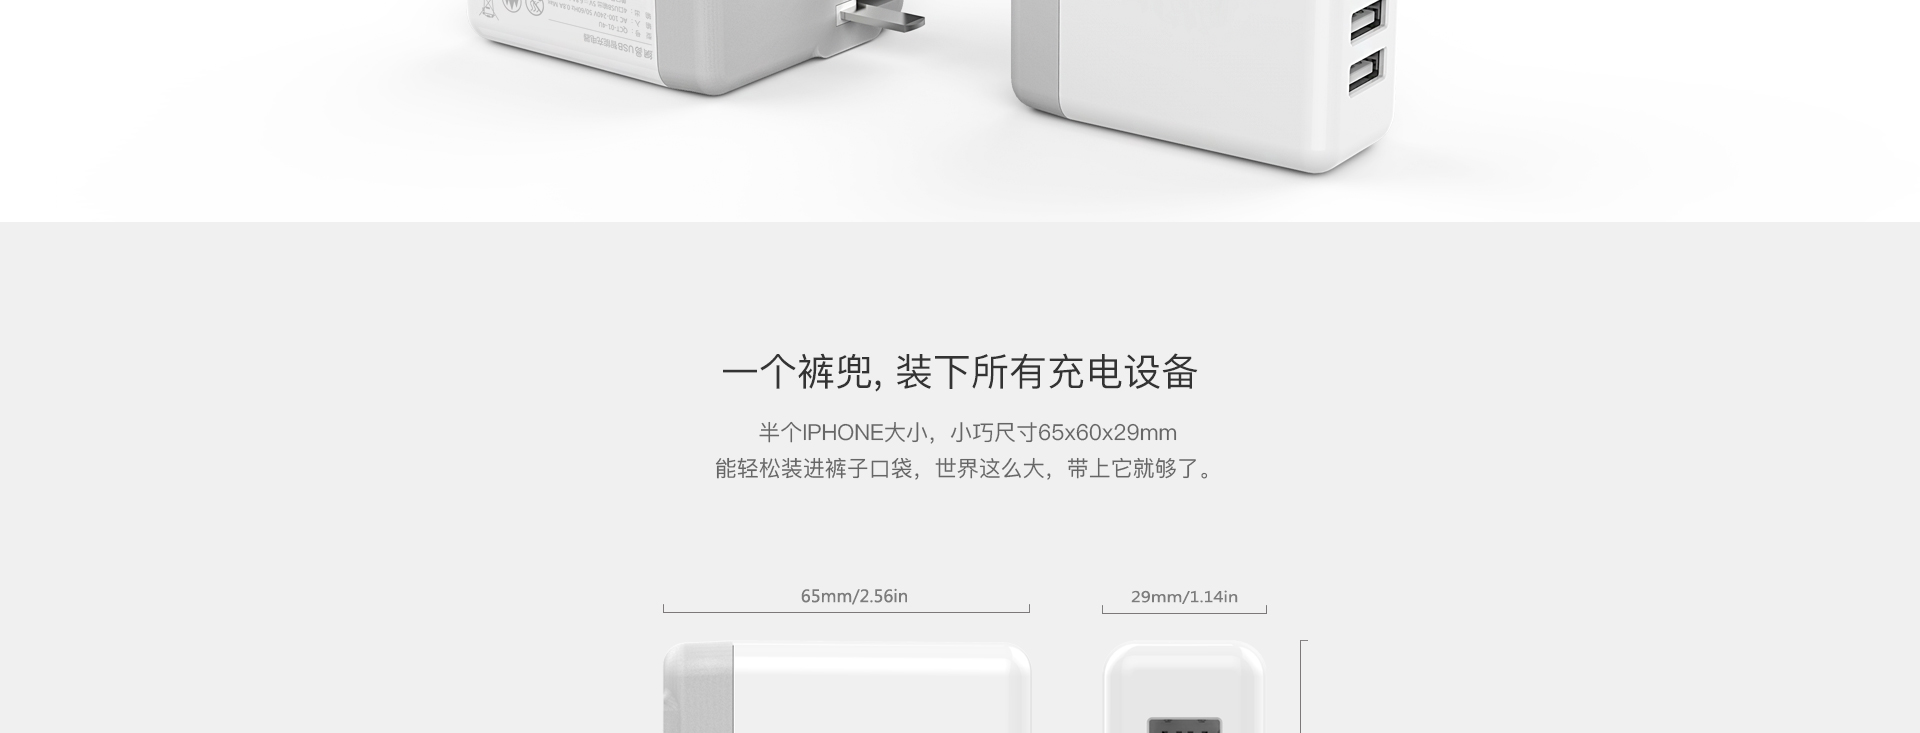 QCT-01-4U
一个裤兜, 装下所有充电设备
半个IPHONE大小，小巧尺寸65x60x29mm
能轻松装进裤子口袋，世界这么大，带上它就够了。
65mm/2.56in
29mm/1.14in